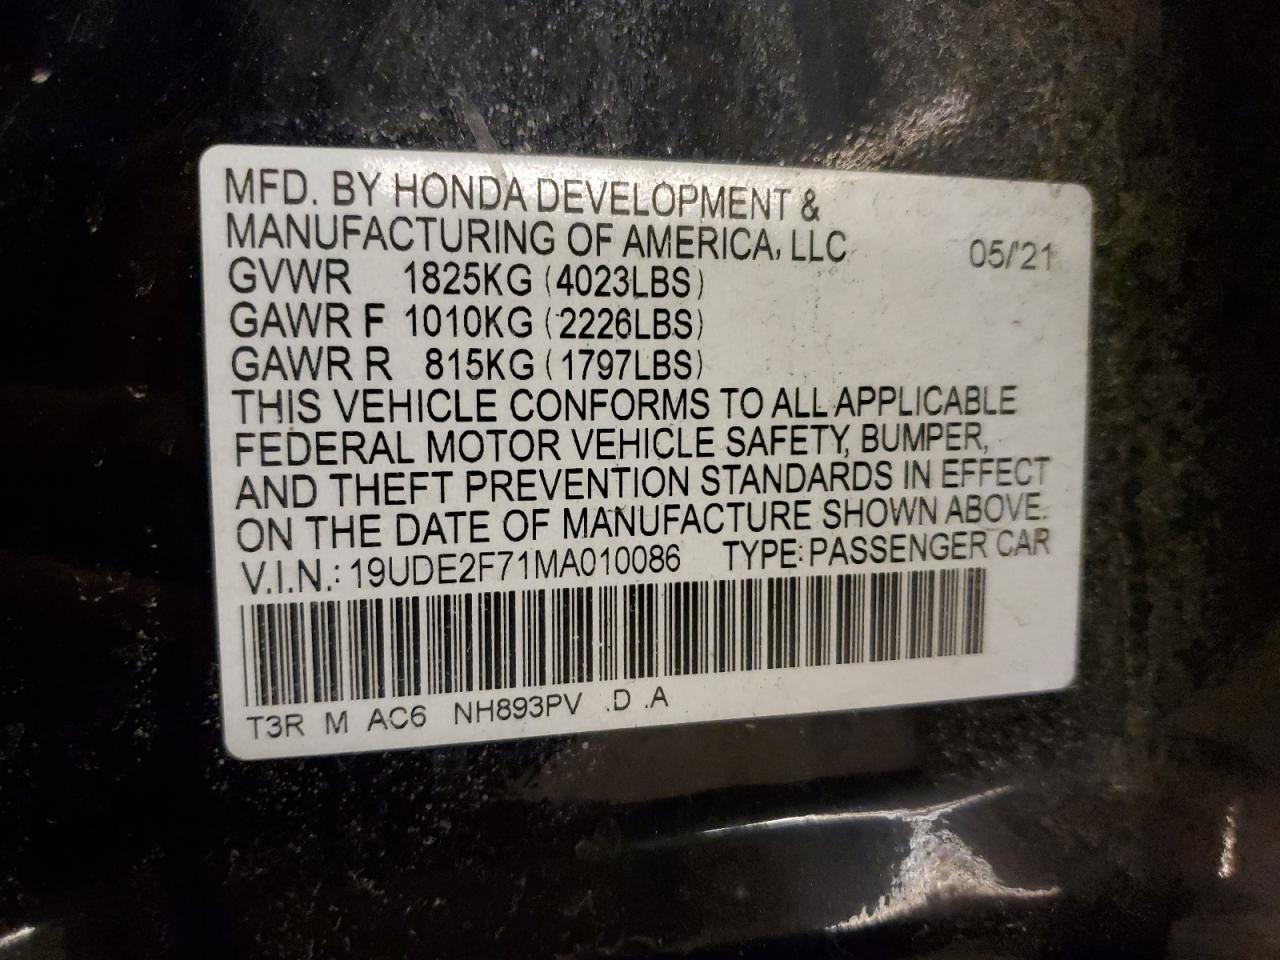 MFD. BY HONDA DEVELOPMENT &
MANUFACTURING OF AMERICA, LLC 05/'21
GVWR 1825KG (4023LBS)
GAWR F 1010KG (2226LBS)
GAWR R 815KG (1797LBS)
THIS VEHICLE CONFORMS TO ALL APPLICABLE
FEDERAL MOTOR VEHICLE SAFETY, BUMPER,
AND THEFT PREVENTION STANDARDS IN EFFECT
ON THE DATE OF MANUFACTURE SHOWN ABOVE.
V.I.N.: 19UDE2F71MA010086 TYPE: PASSENGER CAR
T3R M AC6 NH893PV .D .A